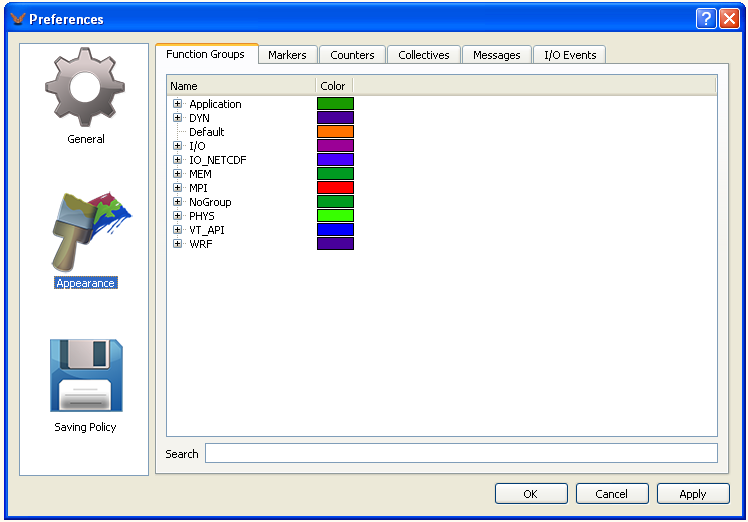 Preferences
General
Appearance
Saving Policy
Function Groups Markers Counters Collectives Messages I/O Events
Name Color
Application
DYN
Default
I/O
IO_NETCDF
MEM
MPI
NoGroup
PHYS
VT_API
WRF
Search
OK Cancel Apply